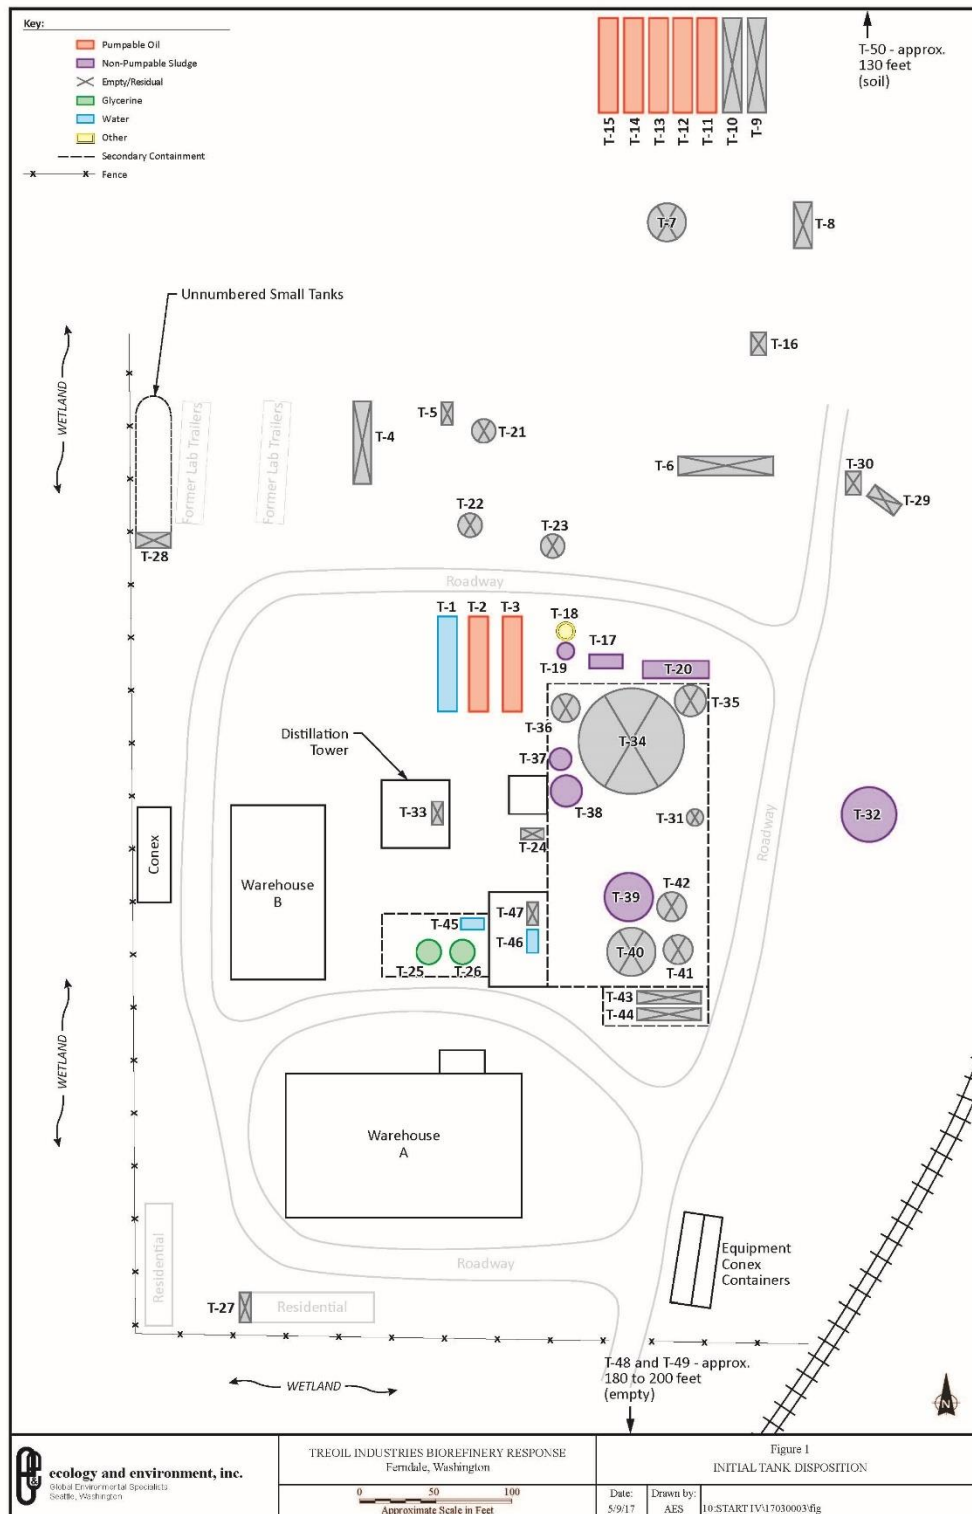 Key:
Pumpable Oil
Non-Pumpable Sludge
Empty/Residual
Glycerine
Water
Other
Secondary Containment
Fence
T-15
T-14
T-13
T-12
T-11
T-10
T-9
T-50 - approx.
130 feet
(soil)
T-7
T-8
Unnumbered Small Tanks
T-16
WETLAND
Former Lab Trailers
Former Lab Trailers
T-4
T-5
T-21
T-6
T-30
T-29
T-22
T-23
T-28
Roadway
T-1
T-2
T-3
T-18
T-19
T-17
T-20
T-36
T-34
T-35
Distillation
Tower
T-37
T-38
T-33
T-24
T-31
T-32
Roadway
Conex
Warehouse
B
T-39
T-42
T-47
T-45
T-46
T-25
T-26
T-40
T-41
T-43
T-44
WETLAND
Warehouse
A
Residential
Roadway
Equipment
Conex
Containers
T-27
Residential
T-48 and T-49 - approx.
180 to 200 feet
(empty)
WETLAND
N
ecology and environment, inc.
Global Environmental Specialists
Seattle, Washington
TREOIL INDUSTRIES BIOREFINERY RESPONSE
Ferndale, Washington
0 50 100
Approximate Scale in Feet
Figure 1
INITIAL TANK DISPOSITION
Date:
5/9/17
Drawn by:
AES
10:START IV\17030003\fig